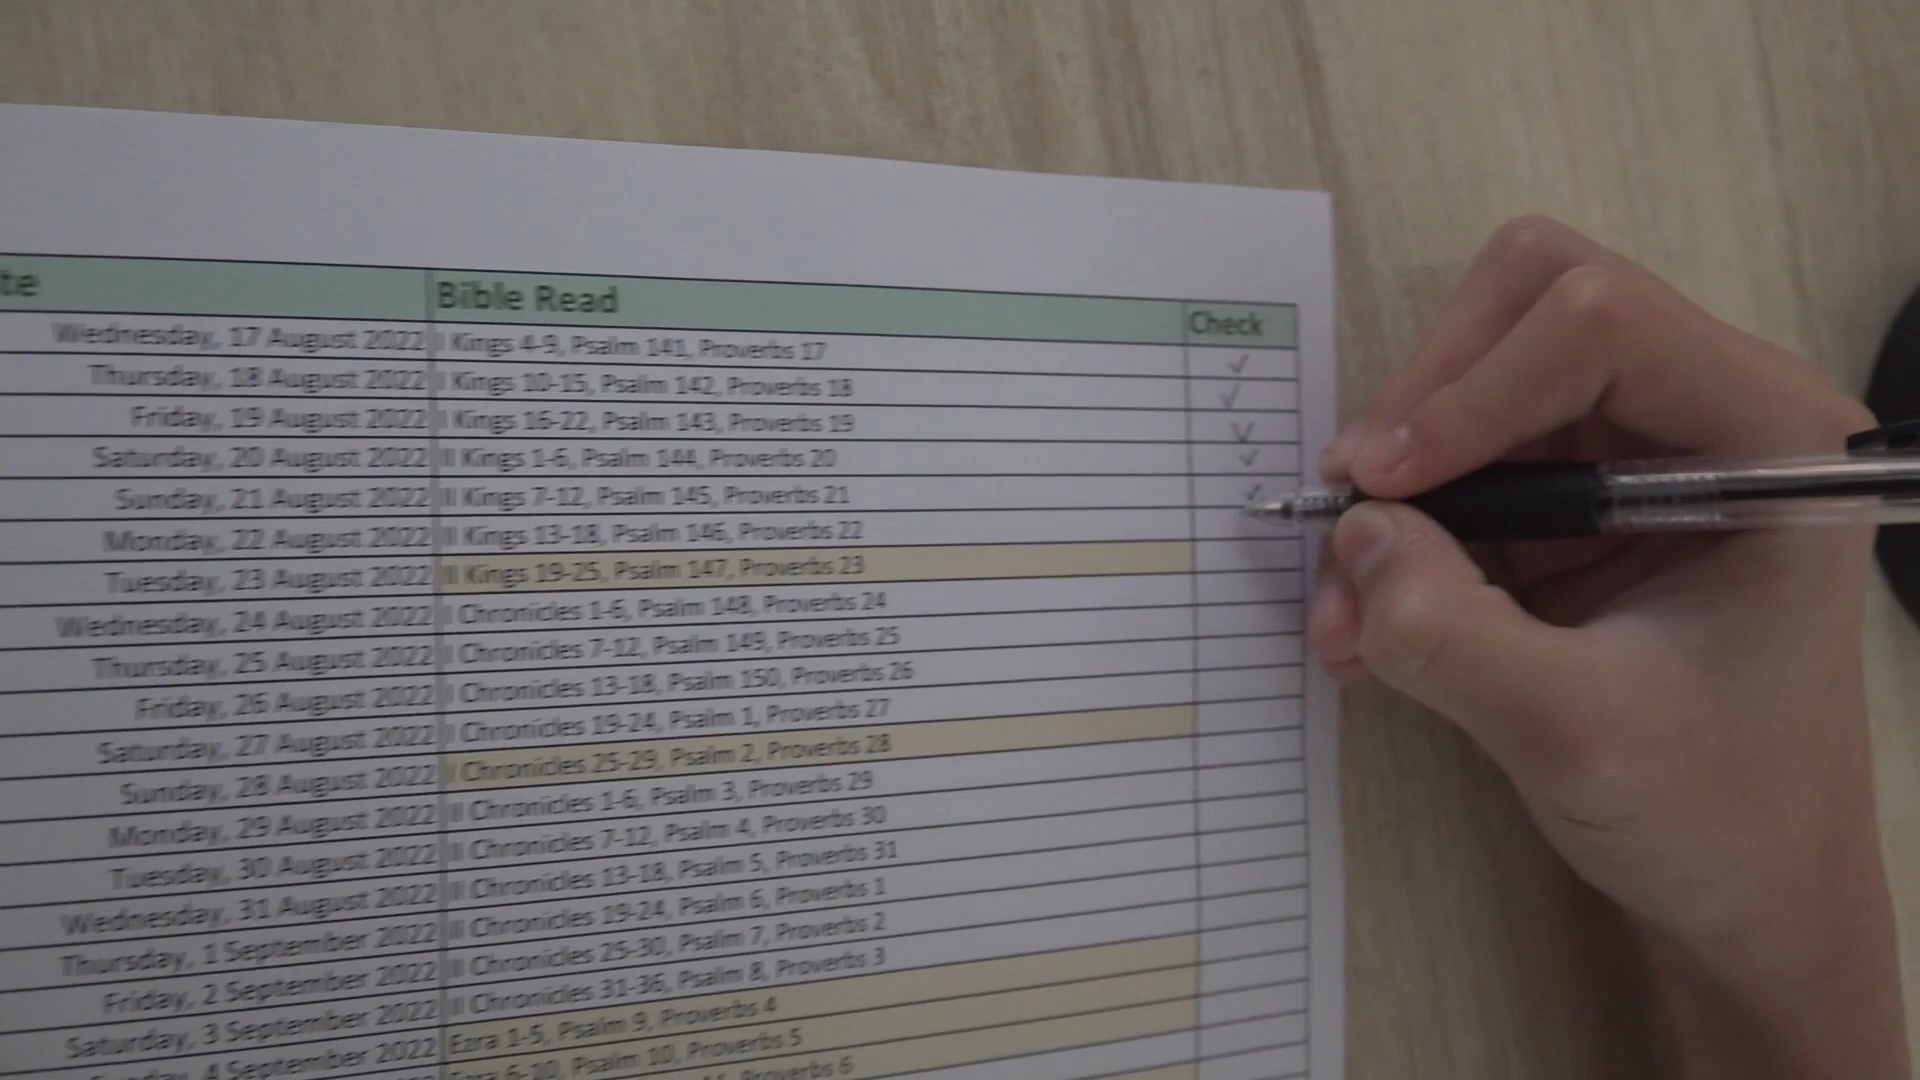 te Bible Read Check
Wednesday, 17 August 2022 I Kings 4-9, Psalm 141, Proverbs 17 ✓
Thursday, 18 August 2022 I Kings 10-15, Psalm 142, Proverbs 18 ✓
Friday, 19 August 2022 I Kings 16-22, Psalm 143, Proverbs 19 ✓
Saturday, 20 August 2022 II Kings 1-6, Psalm 144, Proverbs 20 ✓
Sunday, 21 August 2022 II Kings 7-12, Psalm 145, Proverbs 21 ✓
Monday, 22 August 2022 II Kings 13-18, Psalm 146, Proverbs 22
Tuesday, 23 August 2022 II Kings 19-25, Psalm 147, Proverbs 23
Wednesday, 24 August 2022 I Chronicles 1-6, Psalm 148, Proverbs 24
Thursday, 25 August 2022 I Chronicles 7-12, Psalm 149, Proverbs 25
Friday, 26 August 2022 I Chronicles 13-18, Psalm 150, Proverbs 26
Saturday, 27 August 2022 I Chronicles 19-24, Psalm 1, Proverbs 27
Sunday, 28 August 2022 I Chronicles 25-29, Psalm 2, Proverbs 28
Monday, 29 August 2022 II Chronicles 1-6, Psalm 3, Proverbs 29
Tuesday, 30 August 2022 II Chronicles 7-12, Psalm 4, Proverbs 30
Wednesday, 31 August 2022 II Chronicles 13-18, Psalm 5, Proverbs 31
Thursday, 1 September 2022 II Chronicles 19-24, Psalm 6, Proverbs 1
Friday, 2 September 2022 II Chronicles 25-30, Psalm 7, Proverbs 2
Saturday, 3 September 2022 II Chronicles 31-36, Psalm 8, Proverbs 3
4 September 2022 Ezra 1-5, Psalm 9, Proverbs 4
Ezra 6-10, Psalm 10, Proverbs 5
Proverbs 6